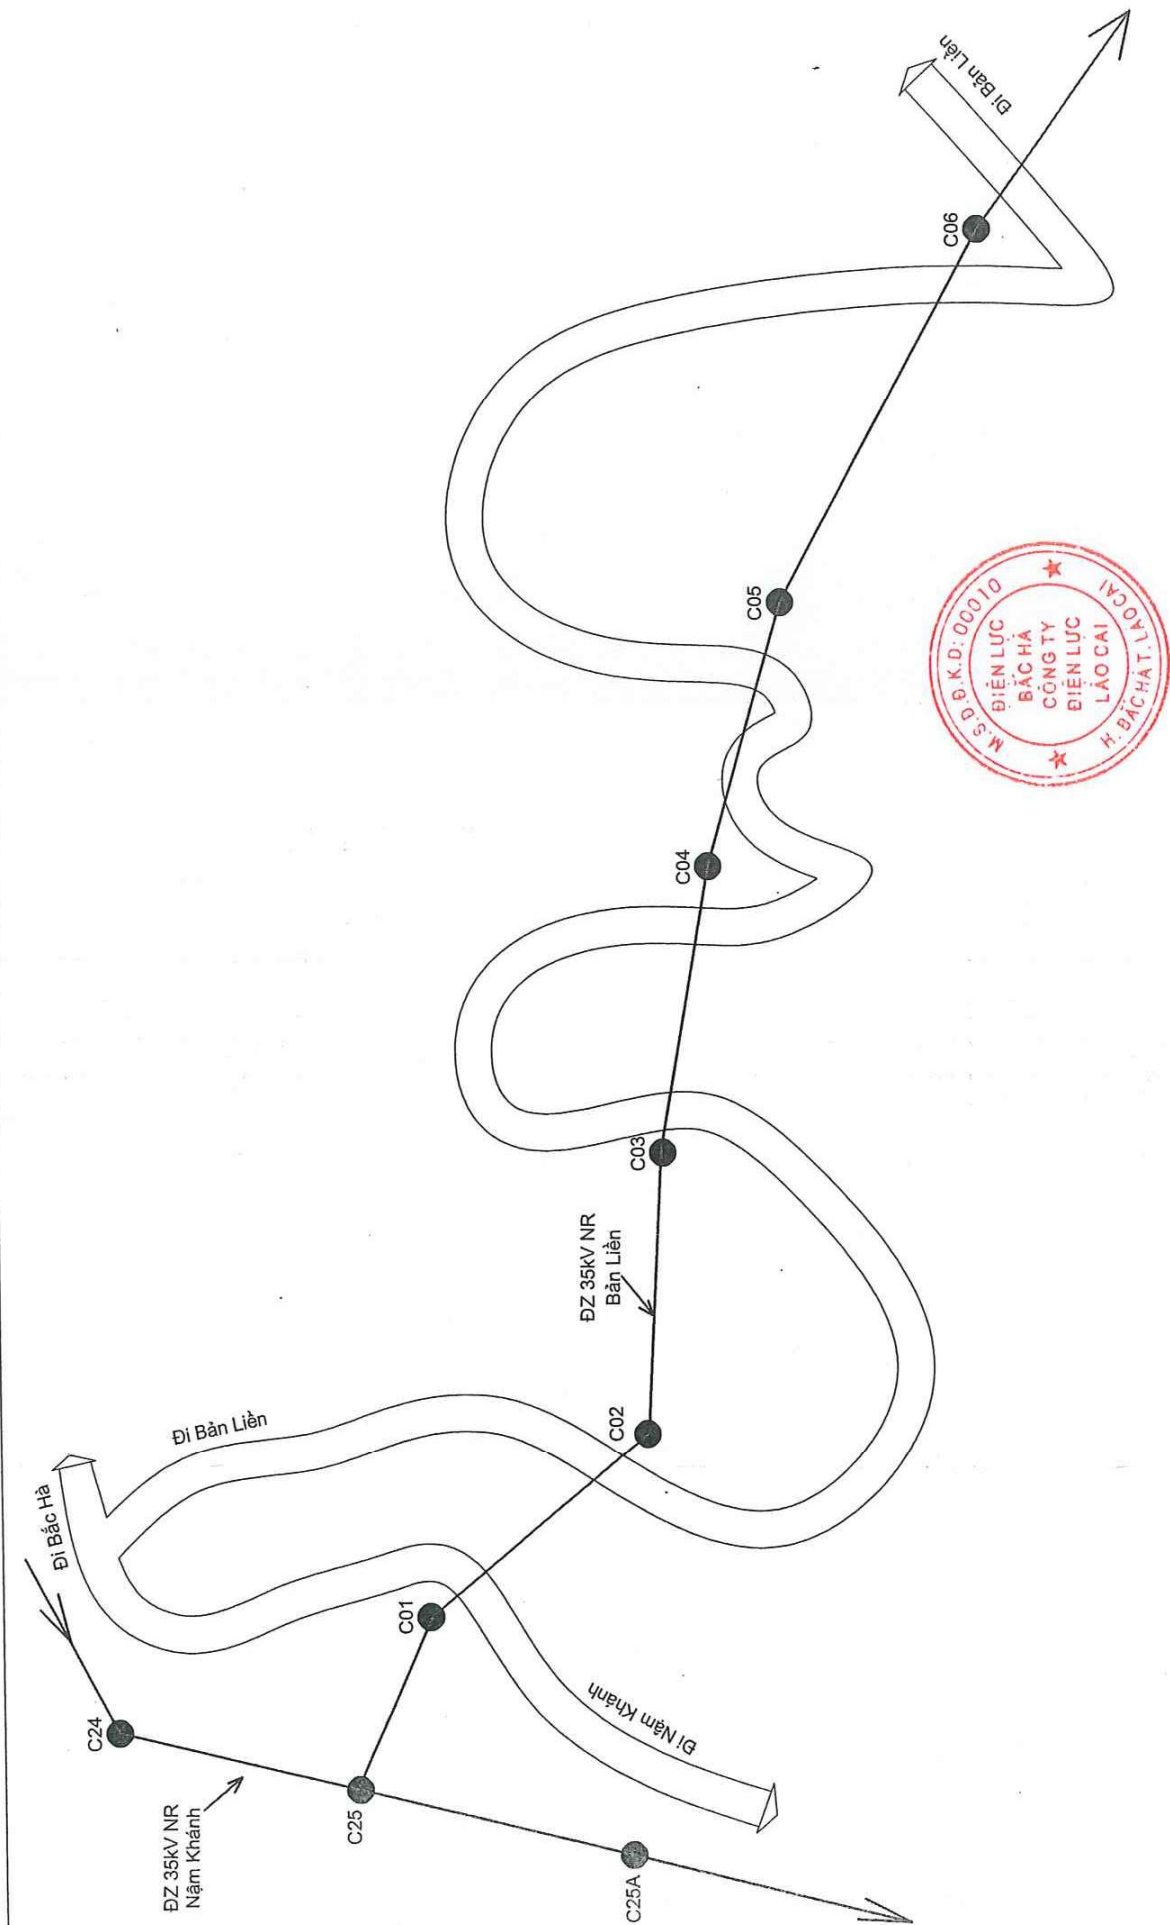 Đi Bắc Hà
Đi Bản Liền
C24
ĐZ 35kV NR
Nậm Khánh
C25
C25A
C01
Đi Nậm Khánh
C02
ĐZ 35kV NR
Bản Liền
C03
C04
C05
C06
Đi Bản Liền
M.S.D.Đ.K.D: 00010
ĐIỆN LỰC
BẮC HÀ
CÔNG TY
ĐIỆN LỰC
LÀO CAI
H. BẮC HÀ T. LÀO CAI